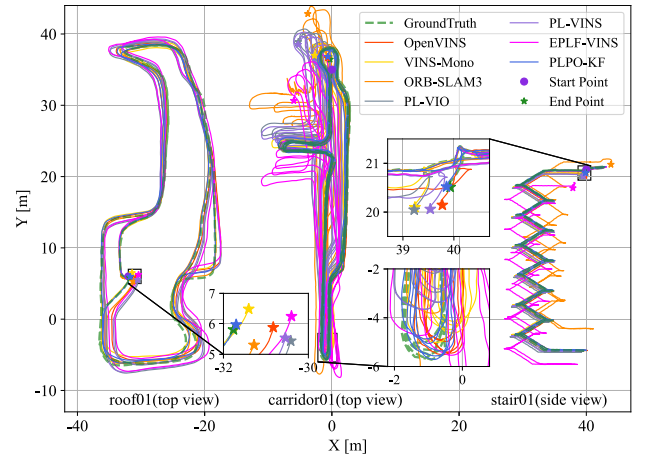 GroundTruth
OpenVINS
VINS-Mono
ORB-SLAM3
PL-VIO
PL-VINS
EPLF-VINS
PLPO-KF
Start Point
End Point
40
30
20
10
0
-10
Y [m]
21
20
39
40
-2
-4
-6
-2
0
7
6
5
-32
-30
roof01(top view)
carridor01(top view)
stair01(side view)
-40
-20
0
20
40
X [m]